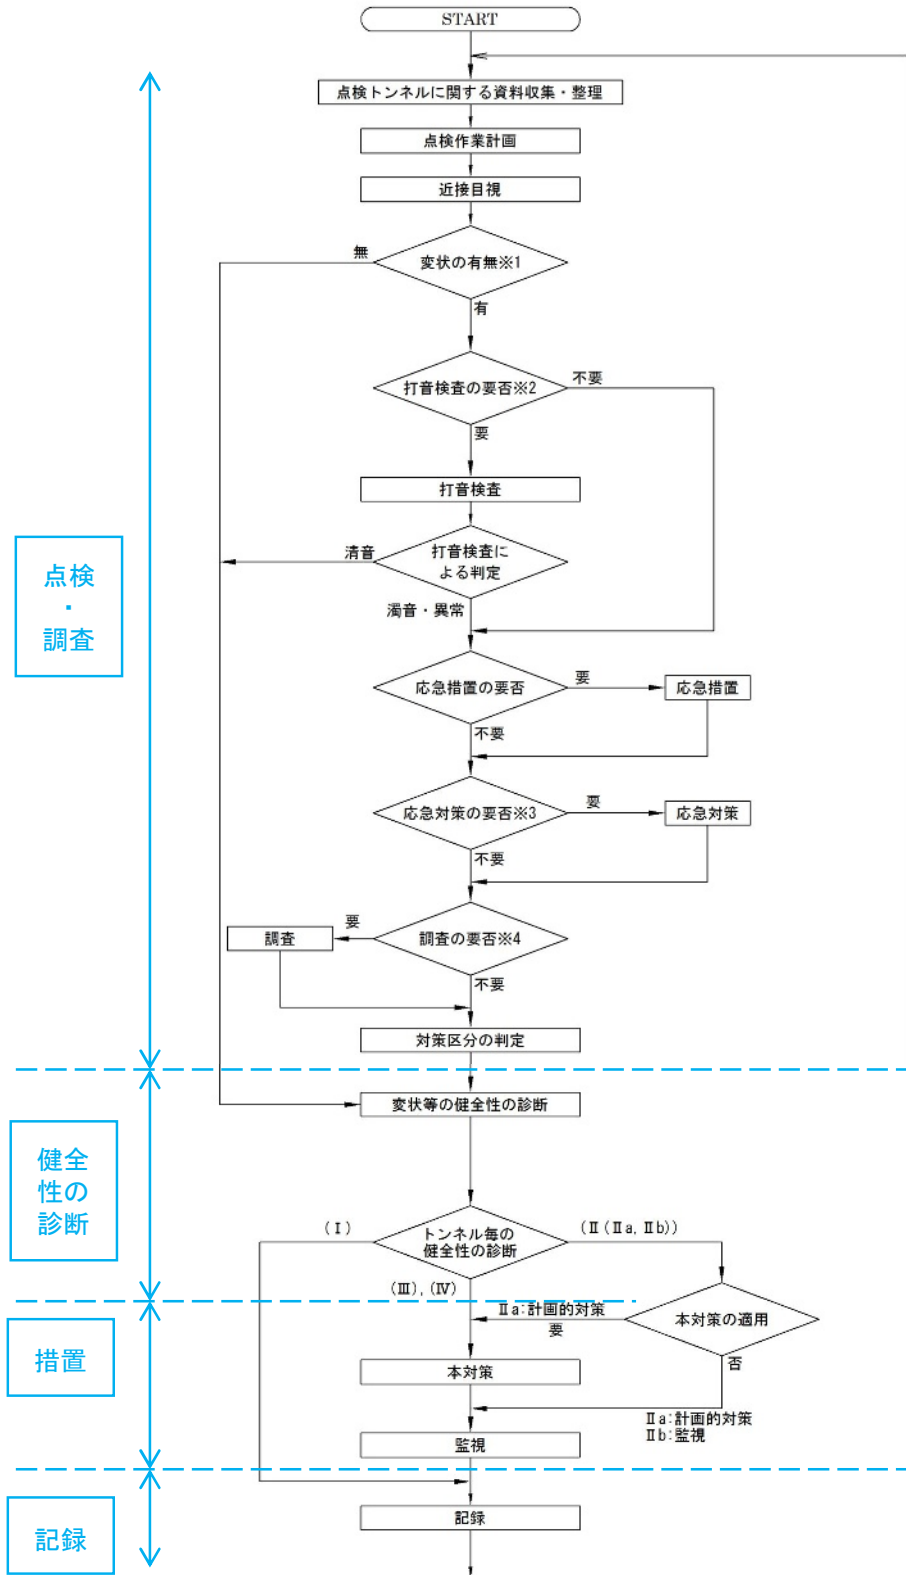 START
点検トンネルに関する資料収集・整理
点検作業計画
近接目視
無
変状の有無※1
有
打音検査の要否※2
不要
要
打音検査
清音
打音検査に
よる判定
濁音・異常
点検
・
調査
応急措置の要否
要
応急措置
不要
応急対策の要否※3
要
応急対策
不要
調査
要
調査の要否※4
不要
対策区分の判定
変状等の健全性の診断
健全
性の
診断
(Ⅰ)
トンネル毎の
健全性の診断
(Ⅱ(Ⅱa,Ⅱb))
(Ⅲ),(Ⅳ)
Ⅱa:計画的対策
要
本対策の適用
措置
否
本対策
Ⅱa:計画的対策
Ⅱb:監視
監視
記録
記録